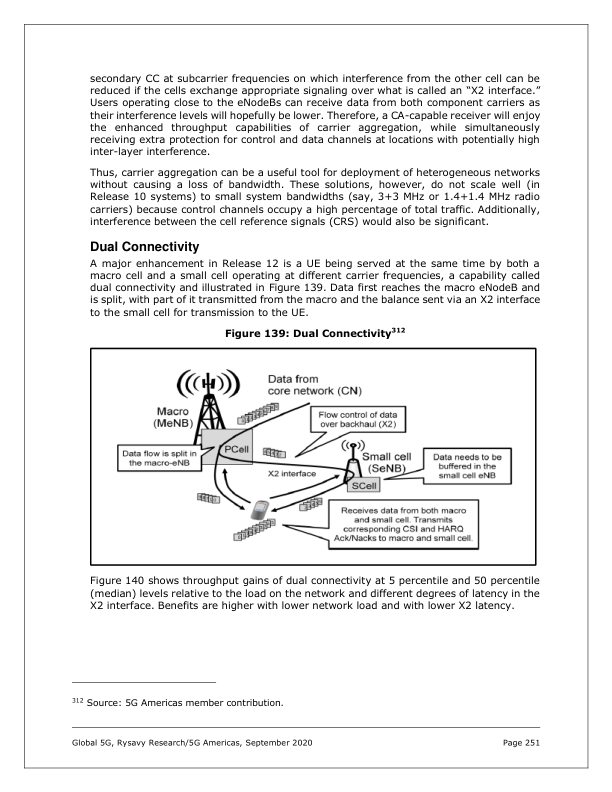 secondary CC at subcarrier frequencies on which interference from the other cell can be
reduced if the cells exchange appropriate signaling over what is called an “X2 interface.”
Users operating close to the eNodeBs can receive data from both component carriers as
their interference levels will hopefully be lower. Therefore, a CA-capable receiver will enjoy
the enhanced throughput capabilities of carrier aggregation, while simultaneously
receiving extra protection for control and data channels at locations with potentially high
inter-layer interference.
Thus, carrier aggregation can be a useful tool for deployment of heterogeneous networks
without causing a loss of bandwidth. These solutions, however, do not scale well (in
Release 10 systems) to small system bandwidths (say, 3+3 MHz or 1.4+1.4 MHz radio
carriers) because control channels occupy a high percentage of total traffic. Additionally,
interference between the cell reference signals (CRS) would also be significant.
Dual Connectivity
A major enhancement in Release 12 is a UE being served at the same time by both a
macro cell and a small cell operating at different carrier frequencies, a capability called
dual connectivity and illustrated in Figure 139. Data first reaches the macro eNodeB and
is split, with part of it transmitted from the macro and the balance sent via an X2 interface
to the small cell for transmission to the UE.
Figure 139: Dual Connectivity312
Data from
core network (CN)
Macro
(MeNB)
Flow control of data
over backhaul (X2)
PCell
Data flow is split in
the macro-eNB
Small cell
(SeNB)
Data needs to be
buffered in the
small cell eNB
X2 interface
SCell
Receives data from both macro
and small cell. Transmits
corresponding CSI and HARQ
Ack/Nacks to macro and small cell.
Figure 140 shows throughput gains of dual connectivity at 5 percentile and 50 percentile
(median) levels relative to the load on the network and different degrees of latency in the
X2 interface. Benefits are higher with lower network load and with lower X2 latency.
312 Source: 5G Americas member contribution.
Global 5G, Rysavy Research/5G Americas, September 2020 Page 251